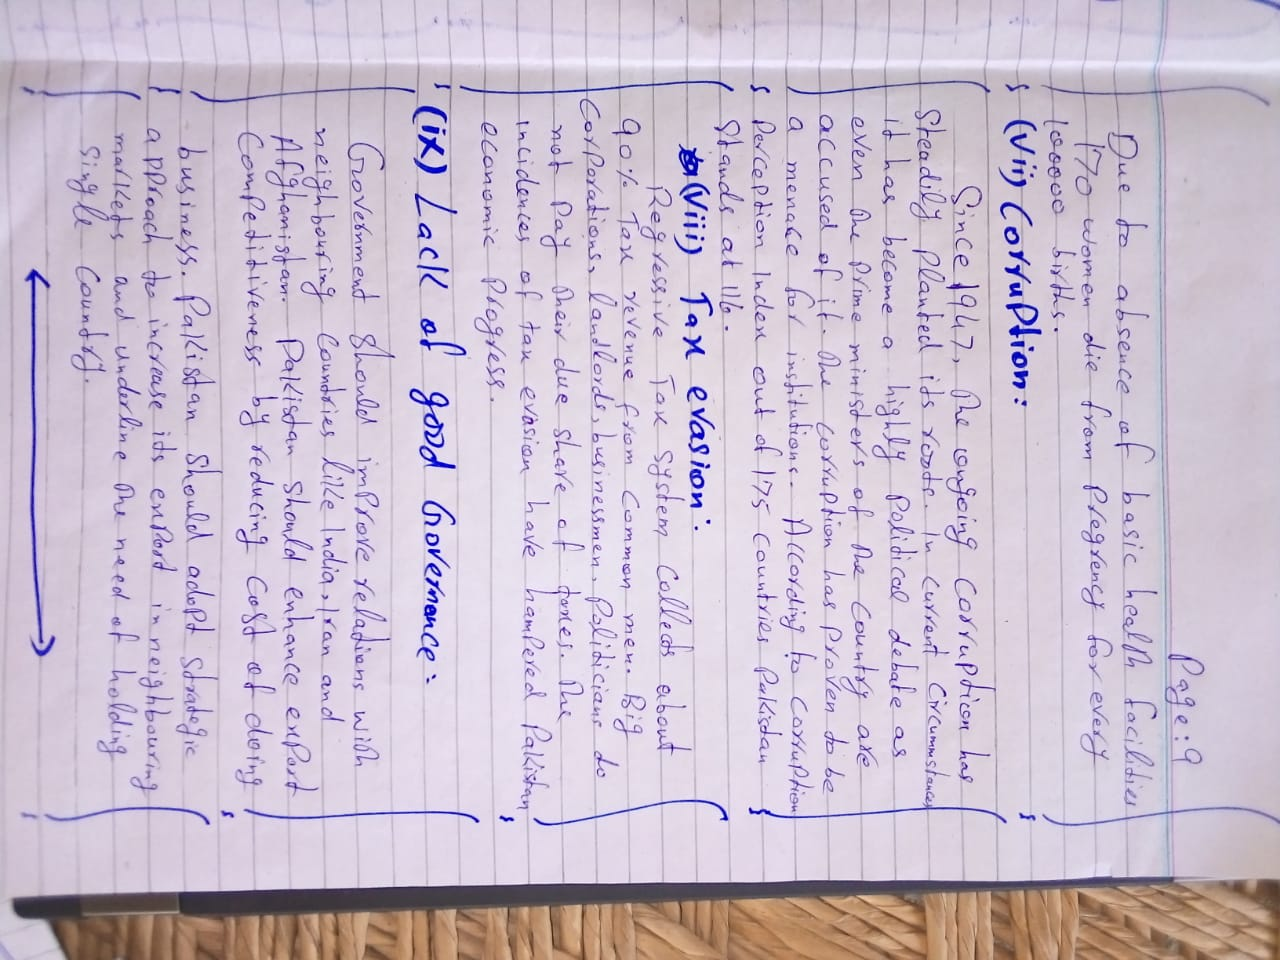 Page: 9
Due to absence of basic health facilities
170 women die from Pregnency for every
100000 births.
(Vii) Corruption:
Since 1947, The ongoing Corruption has
Steadily planted its roots. In current Circumstances
it has become a highly Political debate as
even the prime ministers of the country are
accused of it. The corruption has proven to be
a menace for institutions. According to corruption
Perception Index out of 175 Countries Pakistan
Stands at 116.
(Viii) Tax evasion:
Regressive Tax System Collects about
90% Tax revenue from Common men. Big
Corporations, landlords, businessmen, Politicians do
not Pay their due share of taxes. The
incidences of tax evasion have hampered Pakistan
economic Progress.
(ix) Lack of good Governance:
Government Should improve relations with
neighbouring Countries like India, Iran and
Afghanistan. Pakistan Should enhance export
Competitiveness by reducing Cost of doing
business. Pakistan Should adopt Strategic
approach to increase its export in neighbouring
markets and underline the need of holding
Single Country.